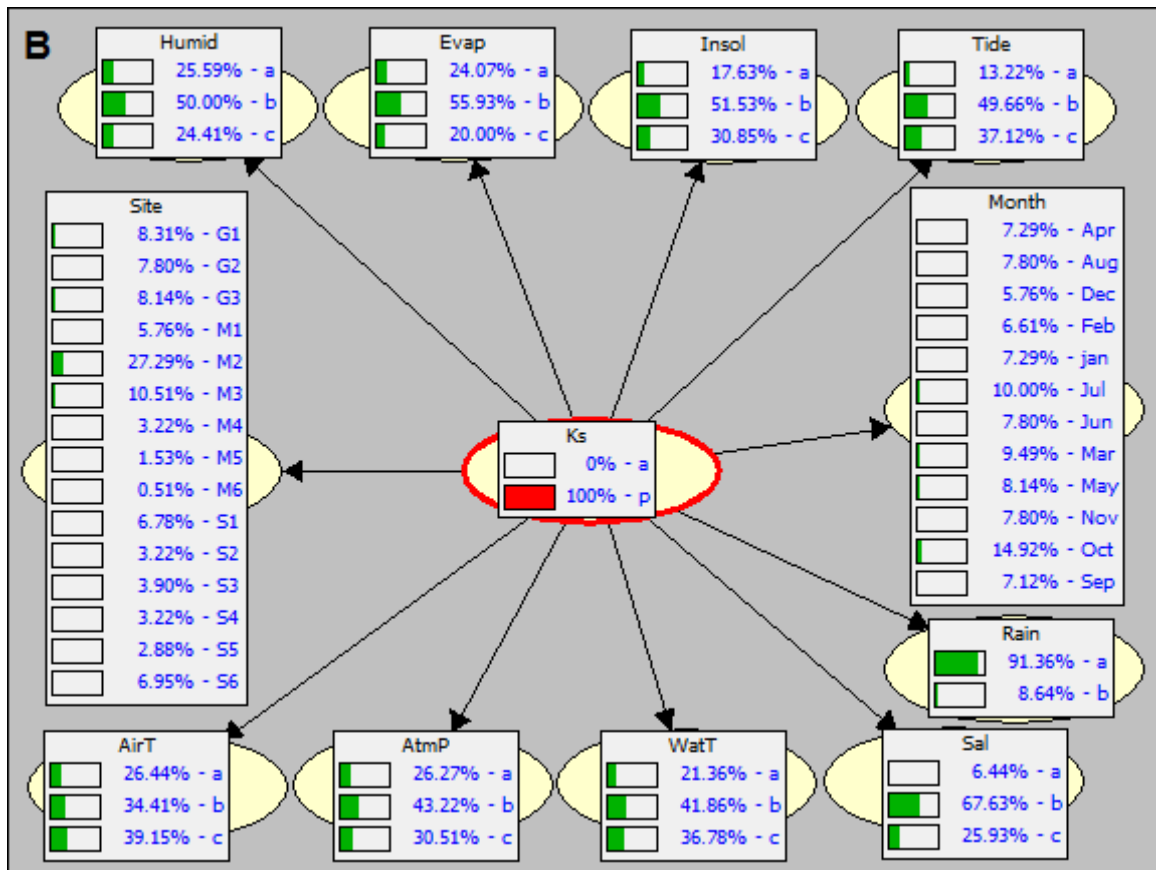 B
Humid
25.59% - a
50.00% - b
24.41% - c
Evap
24.07% - a
55.93% - b
20.00% - c
Insol
17.63% - a
51.53% - b
30.85% - c
Tide
13.22% - a
49.66% - b
37.12% - c
Site
8.31% - G1
7.80% - G2
8.14% - G3
5.76% - M1
27.29% - M2
10.51% - M3
3.22% - M4
1.53% - M5
0.51% - M6
6.78% - S1
3.22% - S2
3.90% - S3
3.22% - S4
2.88% - S5
6.95% - S6
Ks
0% - a
100% - p
Month
7.29% - Apr
7.80% - Aug
5.76% - Dec
6.61% - Feb
7.29% - jan
10.00% - Jul
7.80% - Jun
9.49% - Mar
8.14% - May
7.80% - Nov
14.92% - Oct
7.12% - Sep
Rain
91.36% - a
8.64% - b
AirT
26.44% - a
34.41% - b
39.15% - c
AtmP
26.27% - a
43.22% - b
30.51% - c
WatT
21.36% - a
41.86% - b
36.78% - c
Sal
6.44% - a
67.63% - b
25.93% - c